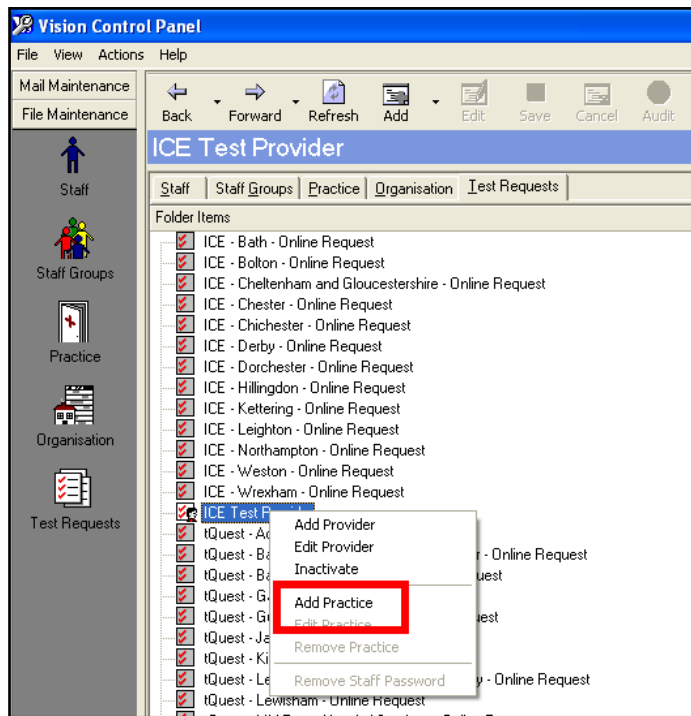 Vision Control Panel
File View Actions Help
Mail Maintenance
File Maintenance
Back Forward Refresh Add Edit Save Cancel Audit
ICE Test Provider
Staff Staff Groups Practice Organisation Test Requests
Folder Items
Staff
Staff Groups
Practice
Organisation
Test Requests
ICE - Bath - Online Request
ICE - Bolton - Online Request
ICE - Cheltenham and Gloucestershire - Online Request
ICE - Chester - Online Request
ICE - Chichester - Online Request
ICE - Derby - Online Request
ICE - Dorchester - Online Request
ICE - Hillingdon - Online Request
ICE - Kettering - Online Request
ICE - Leighton - Online Request
ICE - Northampton - Online Request
ICE - Weston - Online Request
ICE - Wrexham - Online Request
ICE Test
tQuest -
tQuest - - Online Request
tQuest -
tQuest -
tQuest -
tQuest -
tQuest -
tQuest - - Online Request
tQuest - Lewisham - Online Request
Add Provider
Edit Provider
Inactivate
Add Practice
Edit Practice
Remove Practice
Remove Staff Password